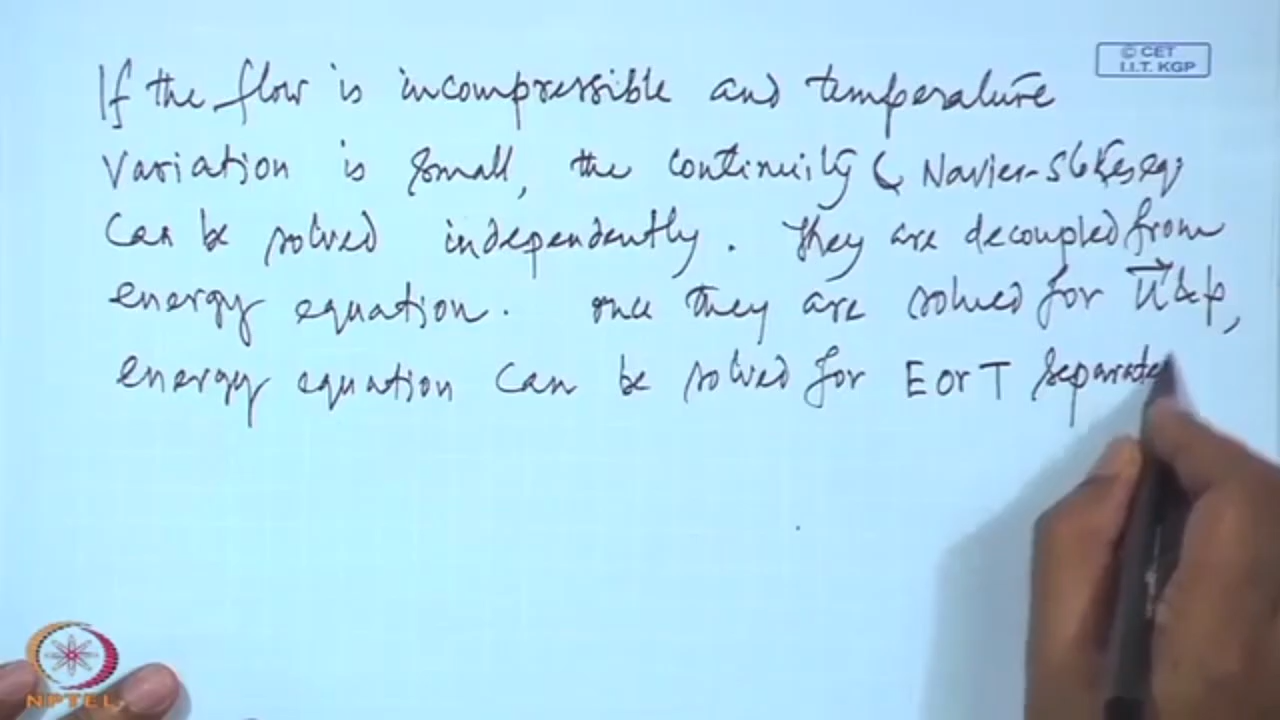 © CET
I.I.T. KGP
If the flow is incompressible and temperature
variation is small, the continuity & Navier-Stokes eq;
Can be solved independently. They are decoupled from
energy equation. once they are solved for u⃗ & p,
energy equation can be solved for E or T separate
NPTEL